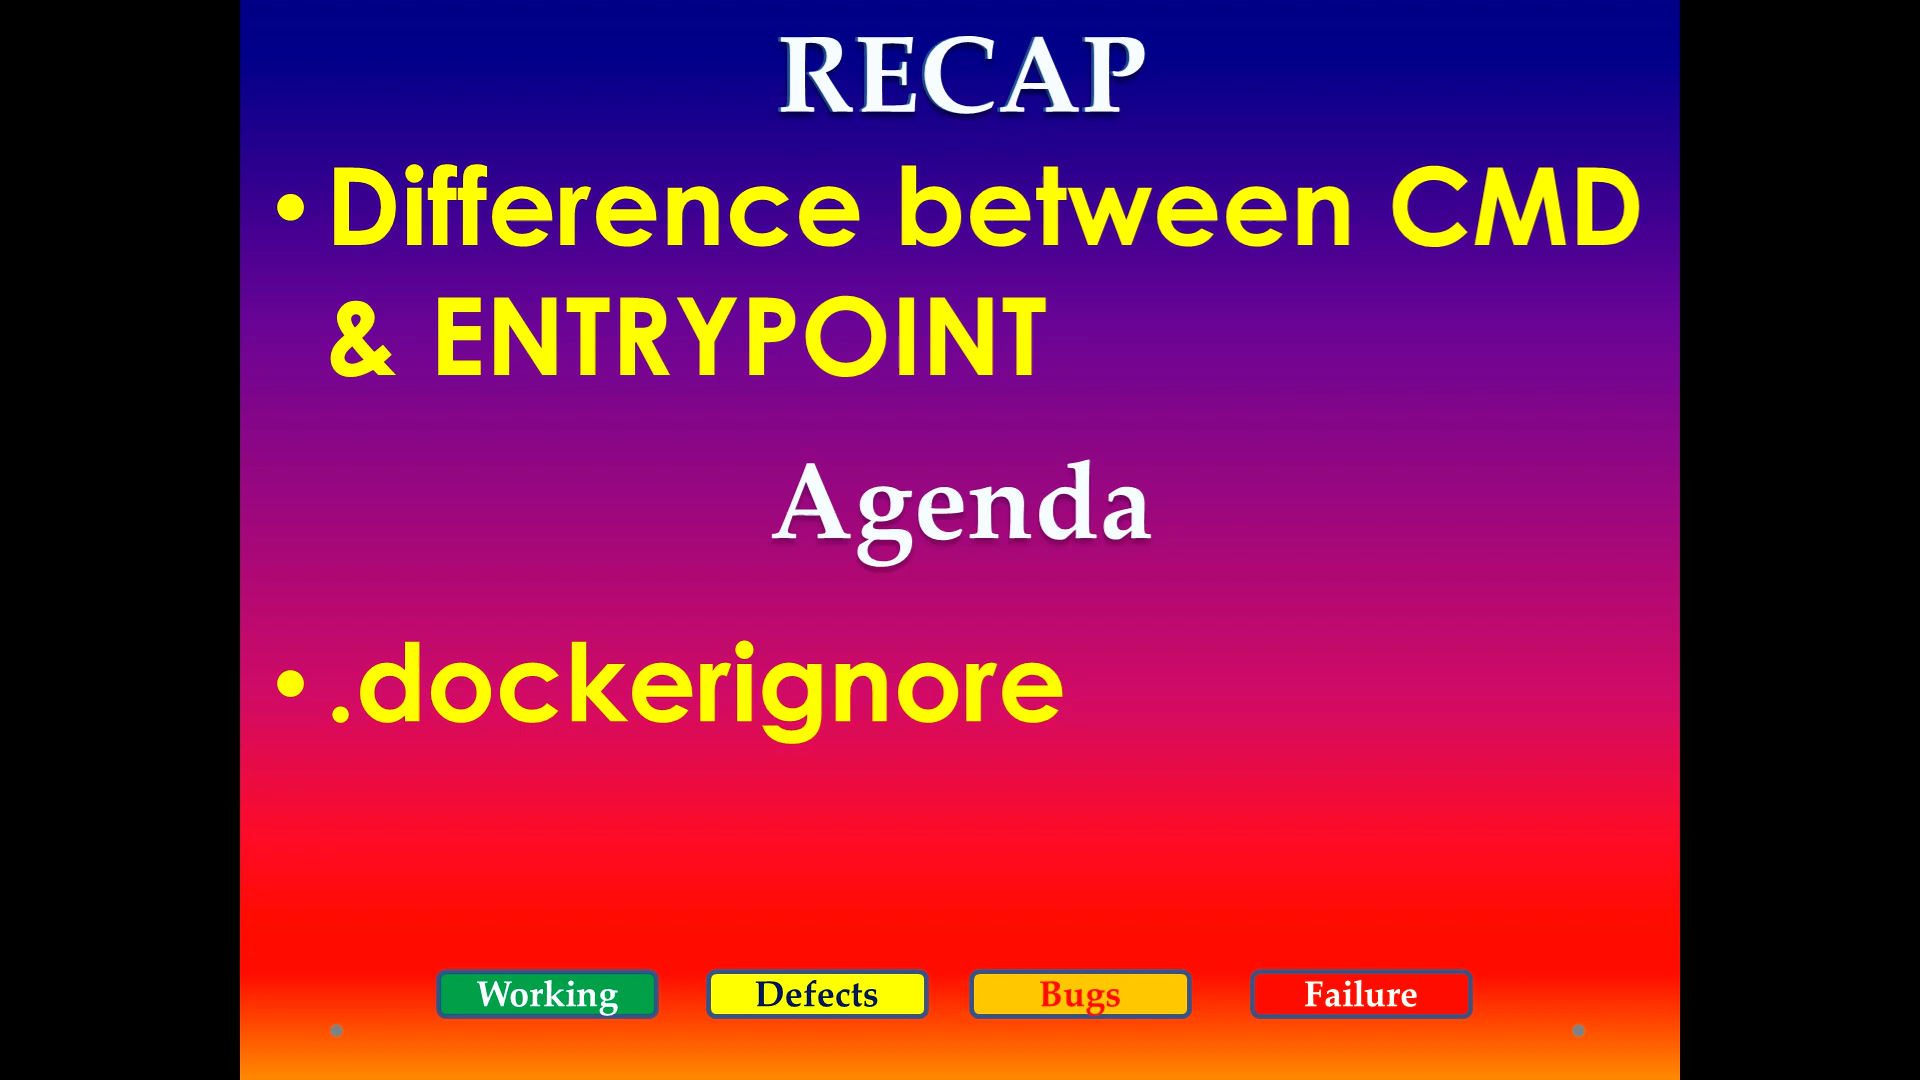 RECAP
• Difference between CMD
& ENTRYPOINT
Agenda
• .dockerignore
Working Defects Bugs Failure